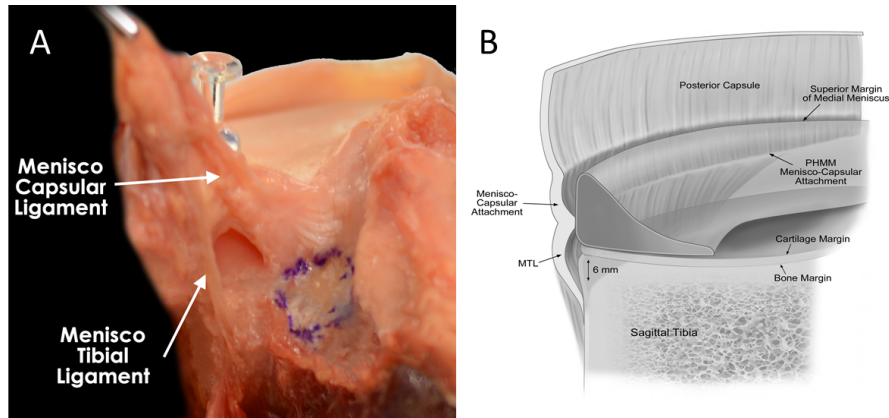 A
Menisco
Capsular
Ligament
Menisco
Tibial
Ligament
B
Posterior Capsule
Superior Margin
of Medial Meniscus
PHMM
Menisco-Capsular
Attachment
Menisco-
Capsular
Attachment
Cartilage Margin
MTL
6 mm
Bone Margin
Sagittal Tibia